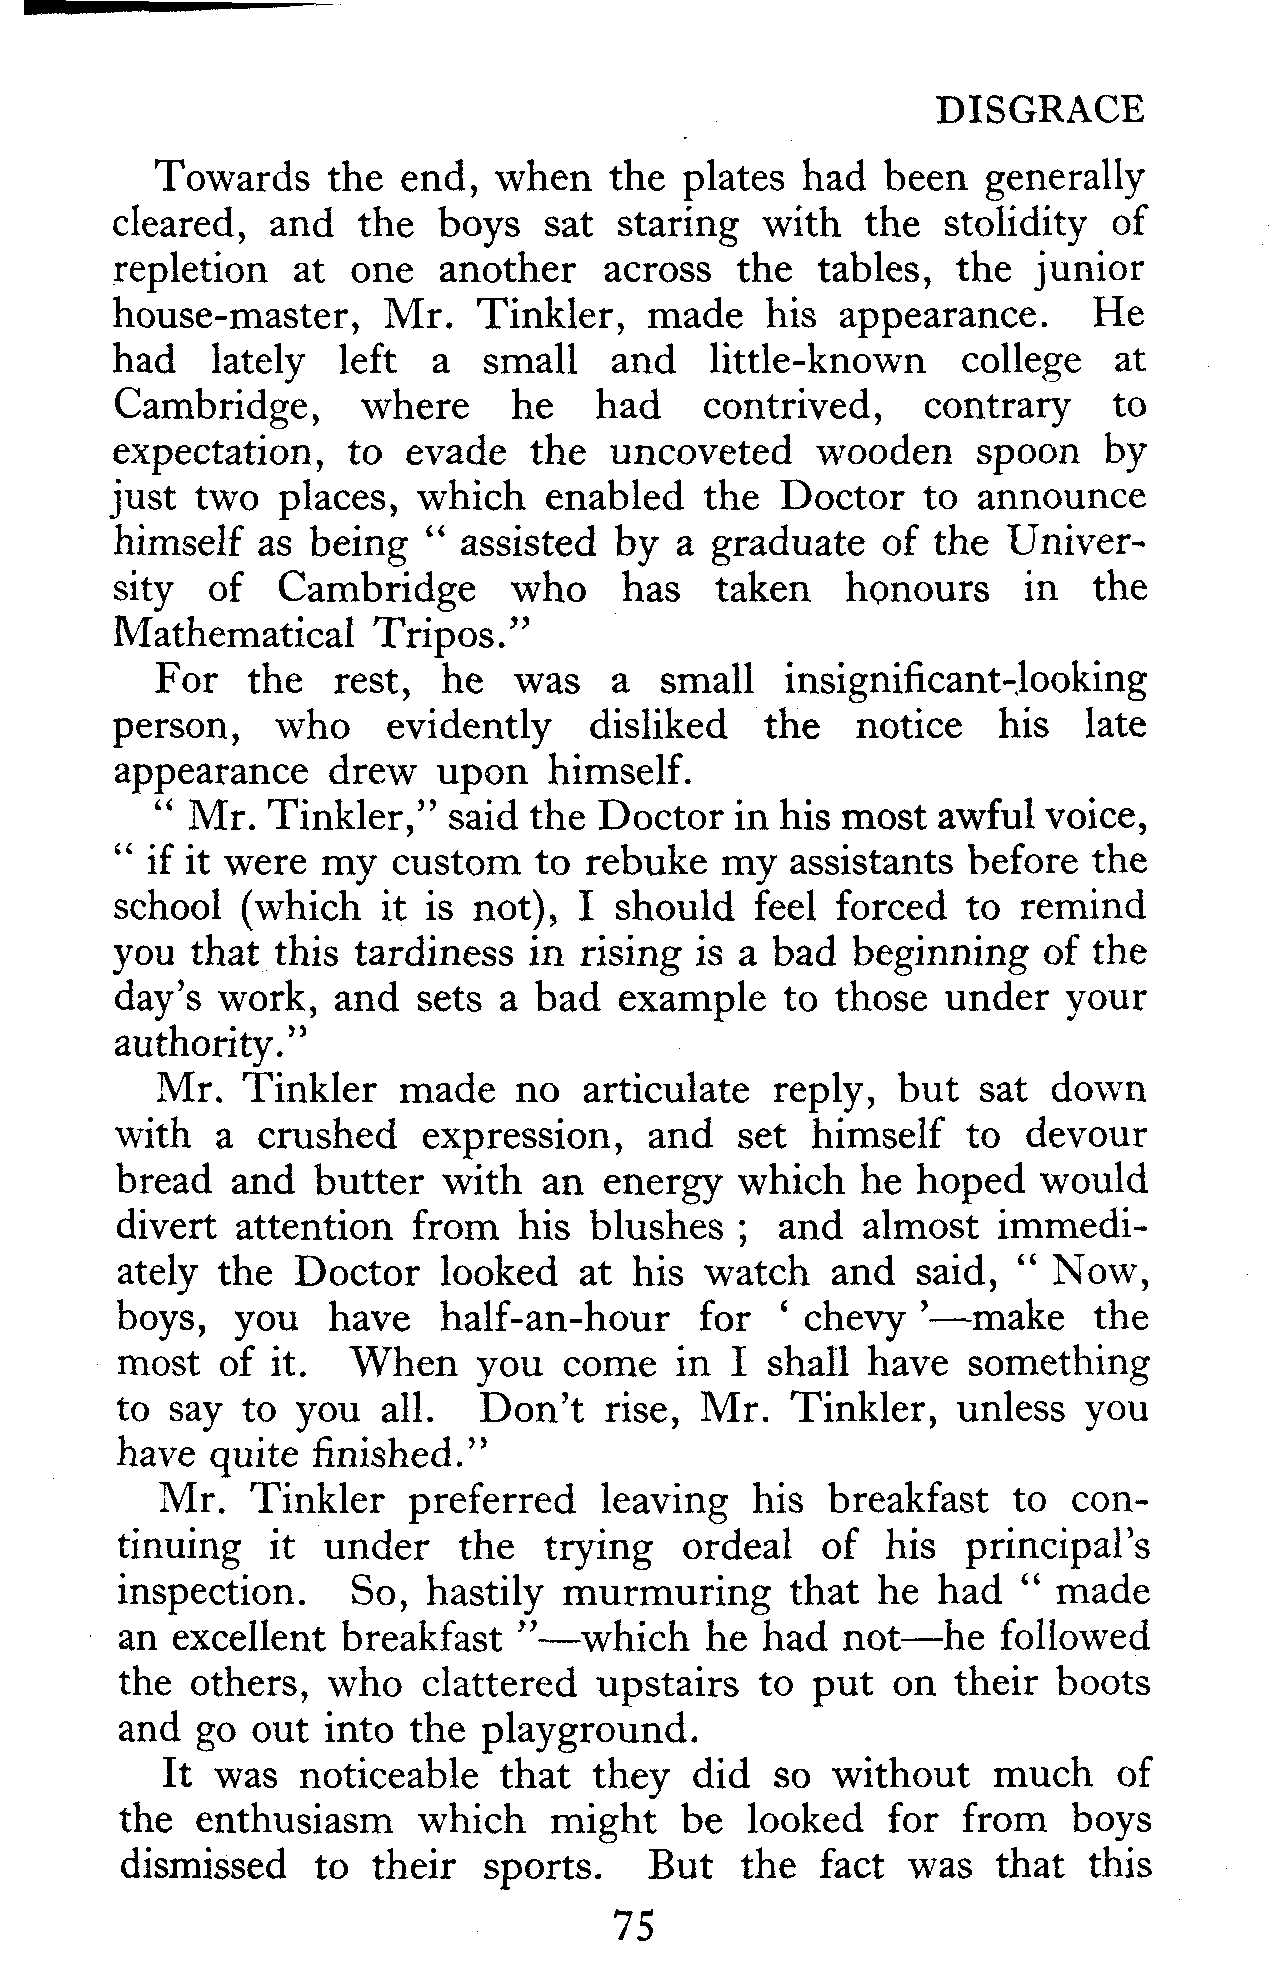 DISGRACE
Towards the end, when the plates had been generally
cleared, and the boys sat staring with the stolidity of
repletion at one another across the tables, the junior
house-master, Mr. Tinkler, made his appearance. He
had lately left a small and little-known college at
Cambridge, where he had contrived, contrary to
expectation, to evade the uncoveted wooden spoon by
just two places, which enabled the Doctor to announce
himself as being “ assisted by a graduate of the Univer-
sity of Cambridge who has taken honours in the
Mathematical Tripos.”
For the rest, he was a small insignificant-looking
person, who evidently disliked the notice his late
appearance drew upon himself.
“ Mr. Tinkler,” said the Doctor in his most awful voice,
“ if it were my custom to rebuke my assistants before the
school (which it is not), I should feel forced to remind
you that this tardiness in rising is a bad beginning of the
day’s work, and sets a bad example to those under your
authority.”
Mr. Tinkler made no articulate reply, but sat down
with a crushed expression, and set himself to devour
bread and butter with an energy which he hoped would
divert attention from his blushes ; and almost immedi-
ately the Doctor looked at his watch and said, “ Now,
boys, you have half-an-hour for ‘ chevy ’—make the
most of it. When you come in I shall have something
to say to you all. Don’t rise, Mr. Tinkler, unless you
have quite finished.”
Mr. Tinkler preferred leaving his breakfast to con-
tinuing it under the trying ordeal of his principal’s
inspection. So, hastily murmuring that he had “ made
an excellent breakfast ”—which he had not—he followed
the others, who clattered upstairs to put on their boots
and go out into the playground.
It was noticeable that they did so without much of
the enthusiasm which might be looked for from boys
dismissed to their sports. But the fact was that this
75